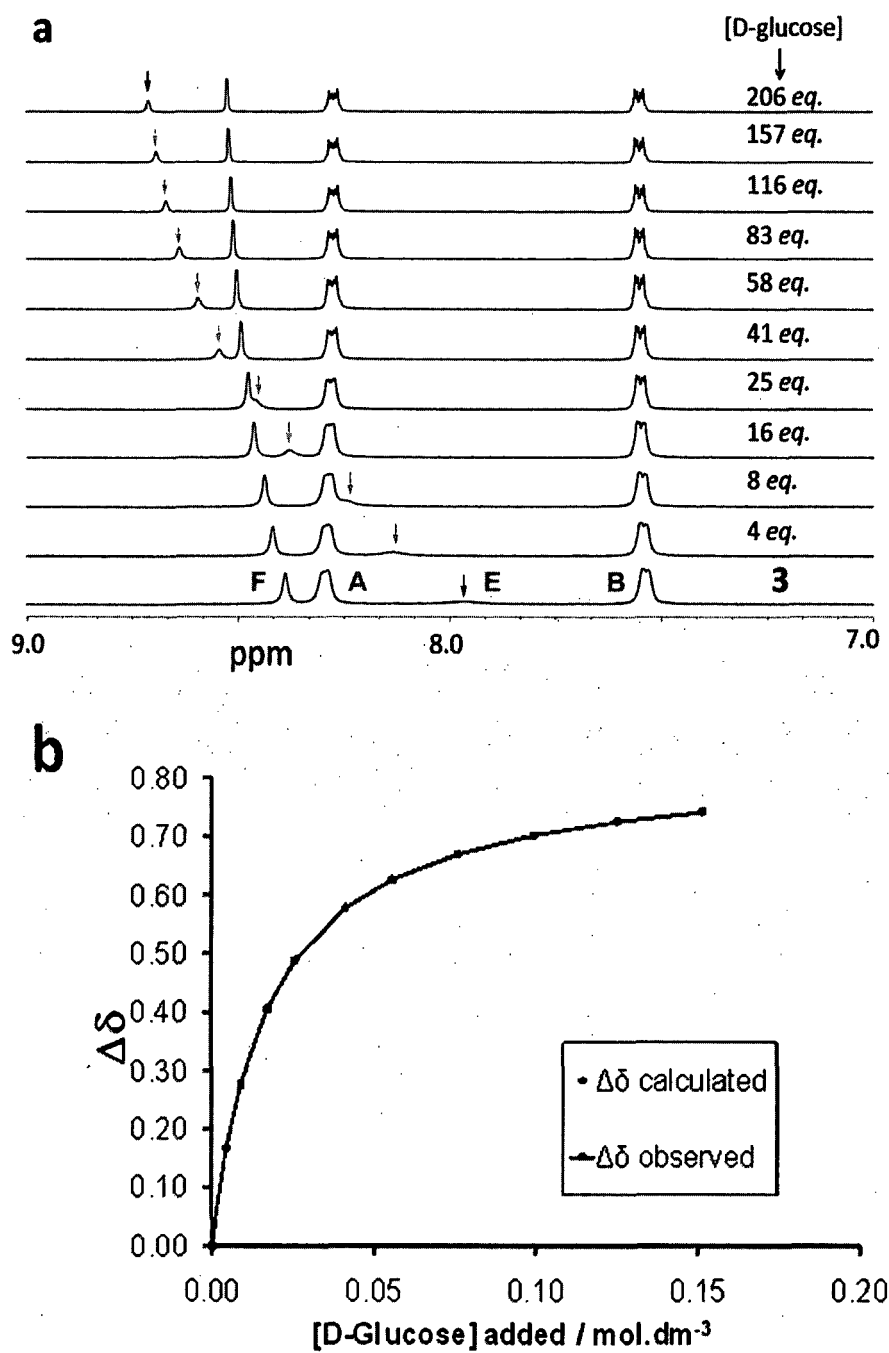 a
[D-glucose]
206 eq.
157 eq.
116 eq.
83 eq.
58 eq.
41 eq.
25 eq.
16 eq.
8 eq.
4 eq.
F A E B 3
9.0 ppm 8.0 7.0
b
0.80
0.70
0.60
0.50
0.40
0.30
0.20
0.10
0.00
Δδ
Δδ calculated
Δδ observed
0.00 0.05 0.10 0.15 0.20
[D-Glucose] added / mol.dm-3